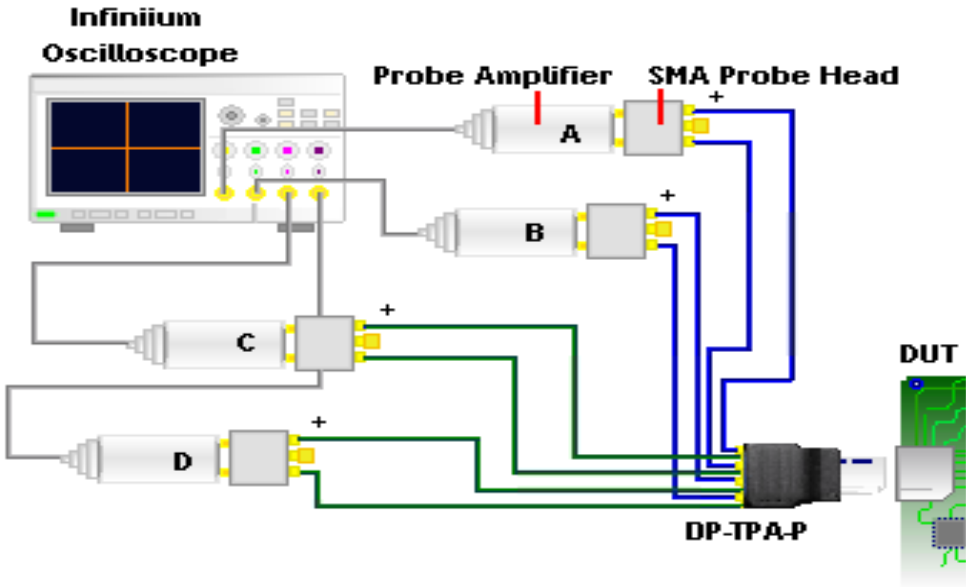 Infiniium
Oscilloscope
Probe Amplifier
SMA Probe Head
+
A
+
B
+
C
DUT
+
D
DP-TPA-P